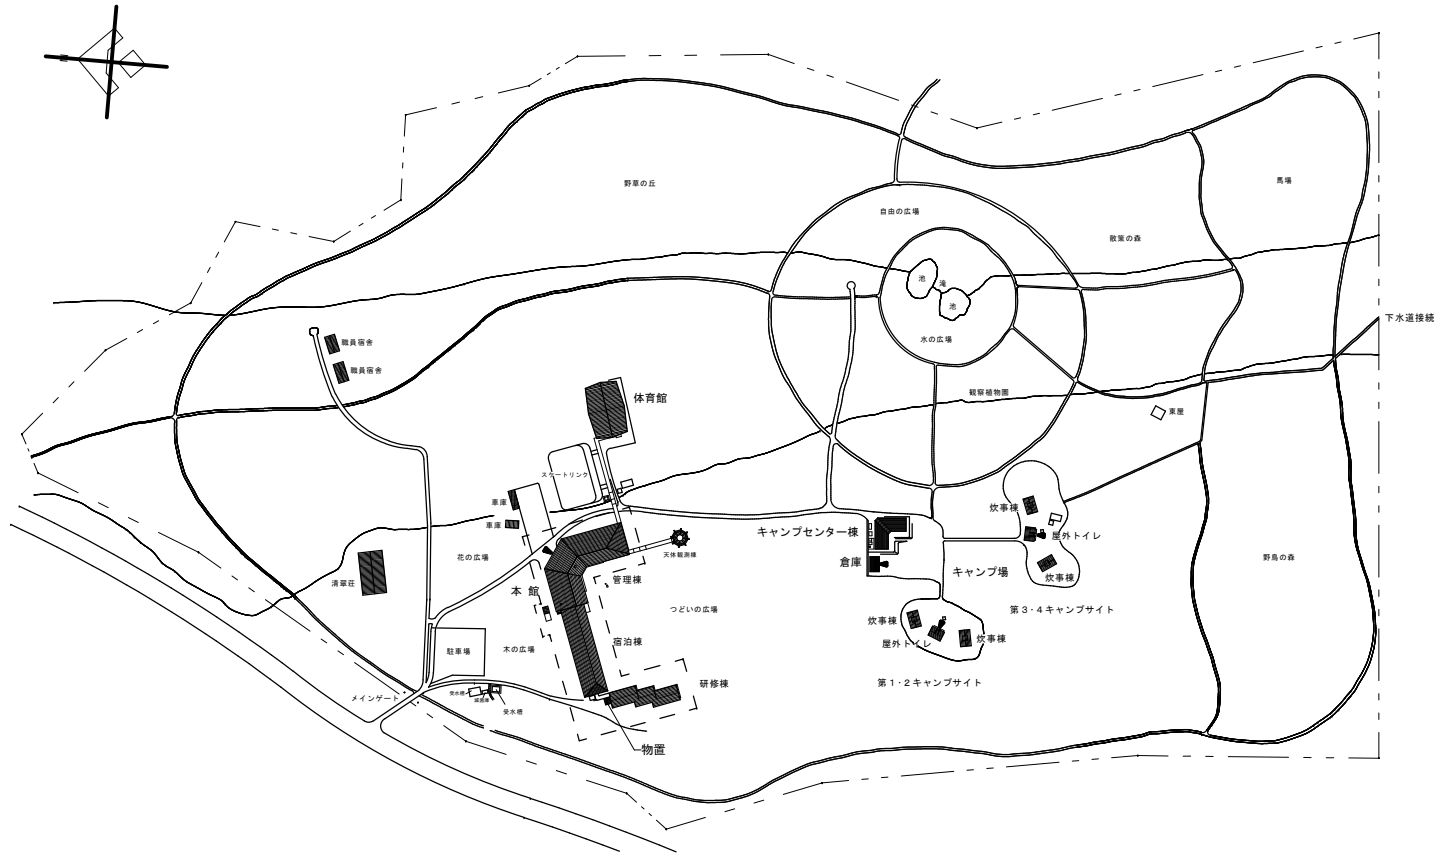 野草の丘
馬場
自由の広場
散策の森
池
滝
池
下水道接続
職員宿舎
職員宿舎
水の広場
観察植物園
体育館
東屋
スケートリンク
車庫
車庫
炊事棟
キャンプセンター棟
屋外トイレ
天体観測棟
花の広場
倉庫
キャンプ場
野鳥の森
清翠荘
管理棟
炊事棟
本 館
つどいの広場
第３・４キャンプサイト
炊事棟
宿泊棟
炊事棟
屋外トイレ
駐車場
木の広場
研修棟
第１・２キャンプサイト
メインゲート
受水槽
受水槽
物置